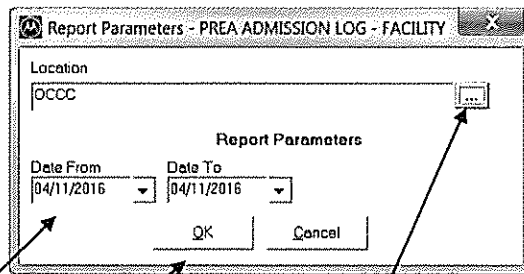 Report Parameters - PREA ADMISSION LOG - FACILITY
Location
OCCC
...
Report Parameters
Date From Date To
04/11/2016 04/11/2016
OK Cancel